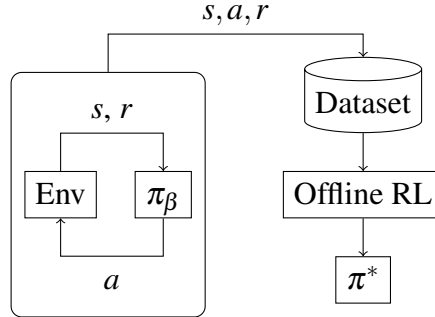 s, a, r
Dataset
s, r
Env
π_β
Offline RL
a
π*